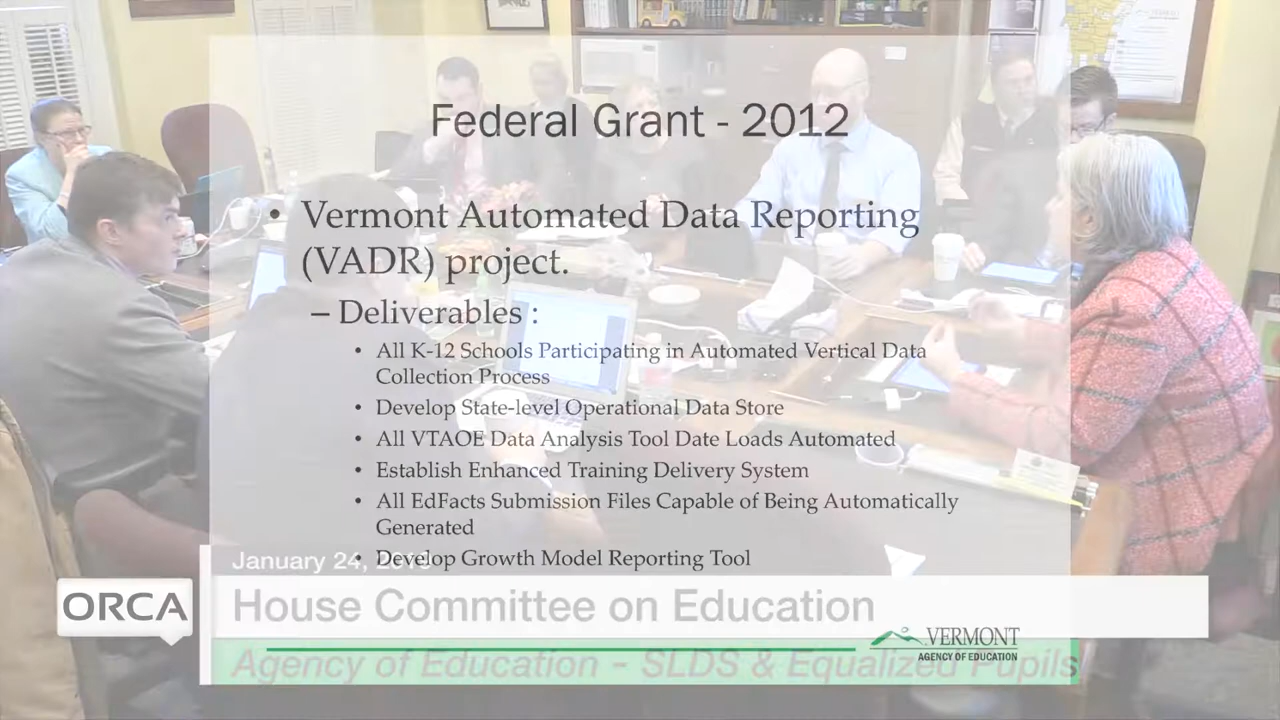 Federal Grant - 2012
• Vermont Automated Data Reporting
(VADR) project.
– Deliverables :
• All K-12 Schools Participating in Automated Vertical Data
Collection Process
• Develop State-level Operational Data Store
• All VTAOE Data Analysis Tool Date Loads Automated
• Establish Enhanced Training Delivery System
• All EdFacts Submission Files Capable of Being Automatically
Generated
• Develop Growth Model Reporting Tool
January 24,
ORCA
House Committee on Education
VERMONT
AGENCY OF EDUCATION
Agency of Education - SLDS & Equalized Pupils